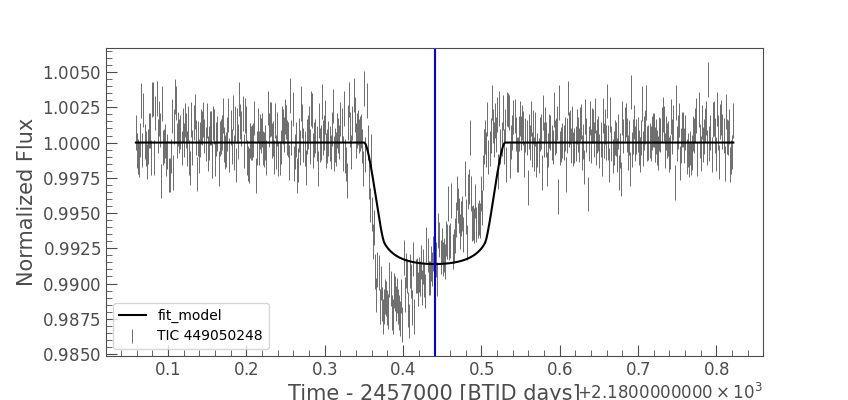 1.0050
1.0025
1.0000
0.9975
0.9950
0.9925
0.9900
0.9875
0.9850
Normalized Flux
fit_model
TIC 449050248
0.1 0.2 0.3 0.4 0.5 0.6 0.7 0.8
Time - 2457000 [BTJD days]
+2.1800000000 × 10³